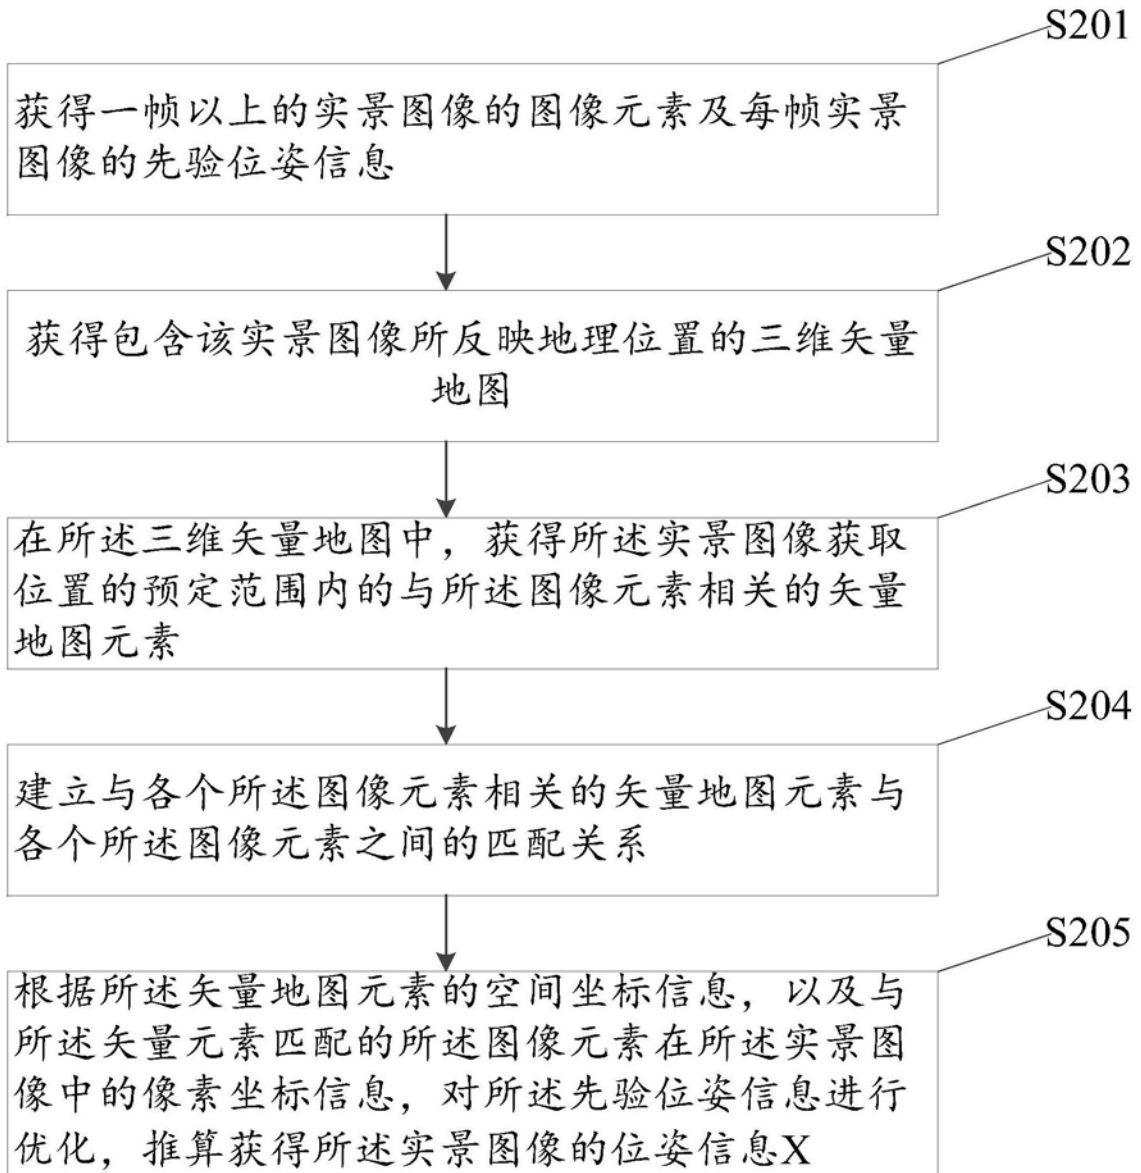 S201
获得一帧以上的实景图像的图像元素及每帧实景
图像的先验位姿信息
S202
获得包含该实景图像所反映地理位置的三维矢量
地图
S203
在所述三维矢量地图中，获得所述实景图像获取
位置的预定范围内的与所述图像元素相关的矢量
地图元素
S204
建立与各个所述图像元素相关的矢量地图元素与
各个所述图像元素之间的匹配关系
S205
根据所述矢量地图元素的空间坐标信息，以及与
所述矢量元素匹配的所述图像元素在所述实景图
像中的像素坐标信息，对所述先验位姿信息进行
优化，推算获得所述实景图像的位姿信息X